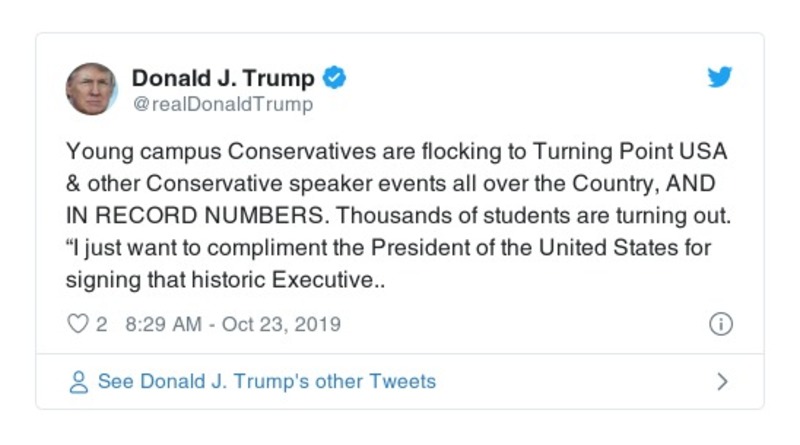 Donald J. Trump
@realDonaldTrump
Young campus Conservatives are flocking to Turning Point USA
& other Conservative speaker events all over the Country, AND
IN RECORD NUMBERS. Thousands of students are turning out.
“I just want to compliment the President of the United States for
signing that historic Executive..
2 8:29 AM - Oct 23, 2019
See Donald J. Trump's other Tweets